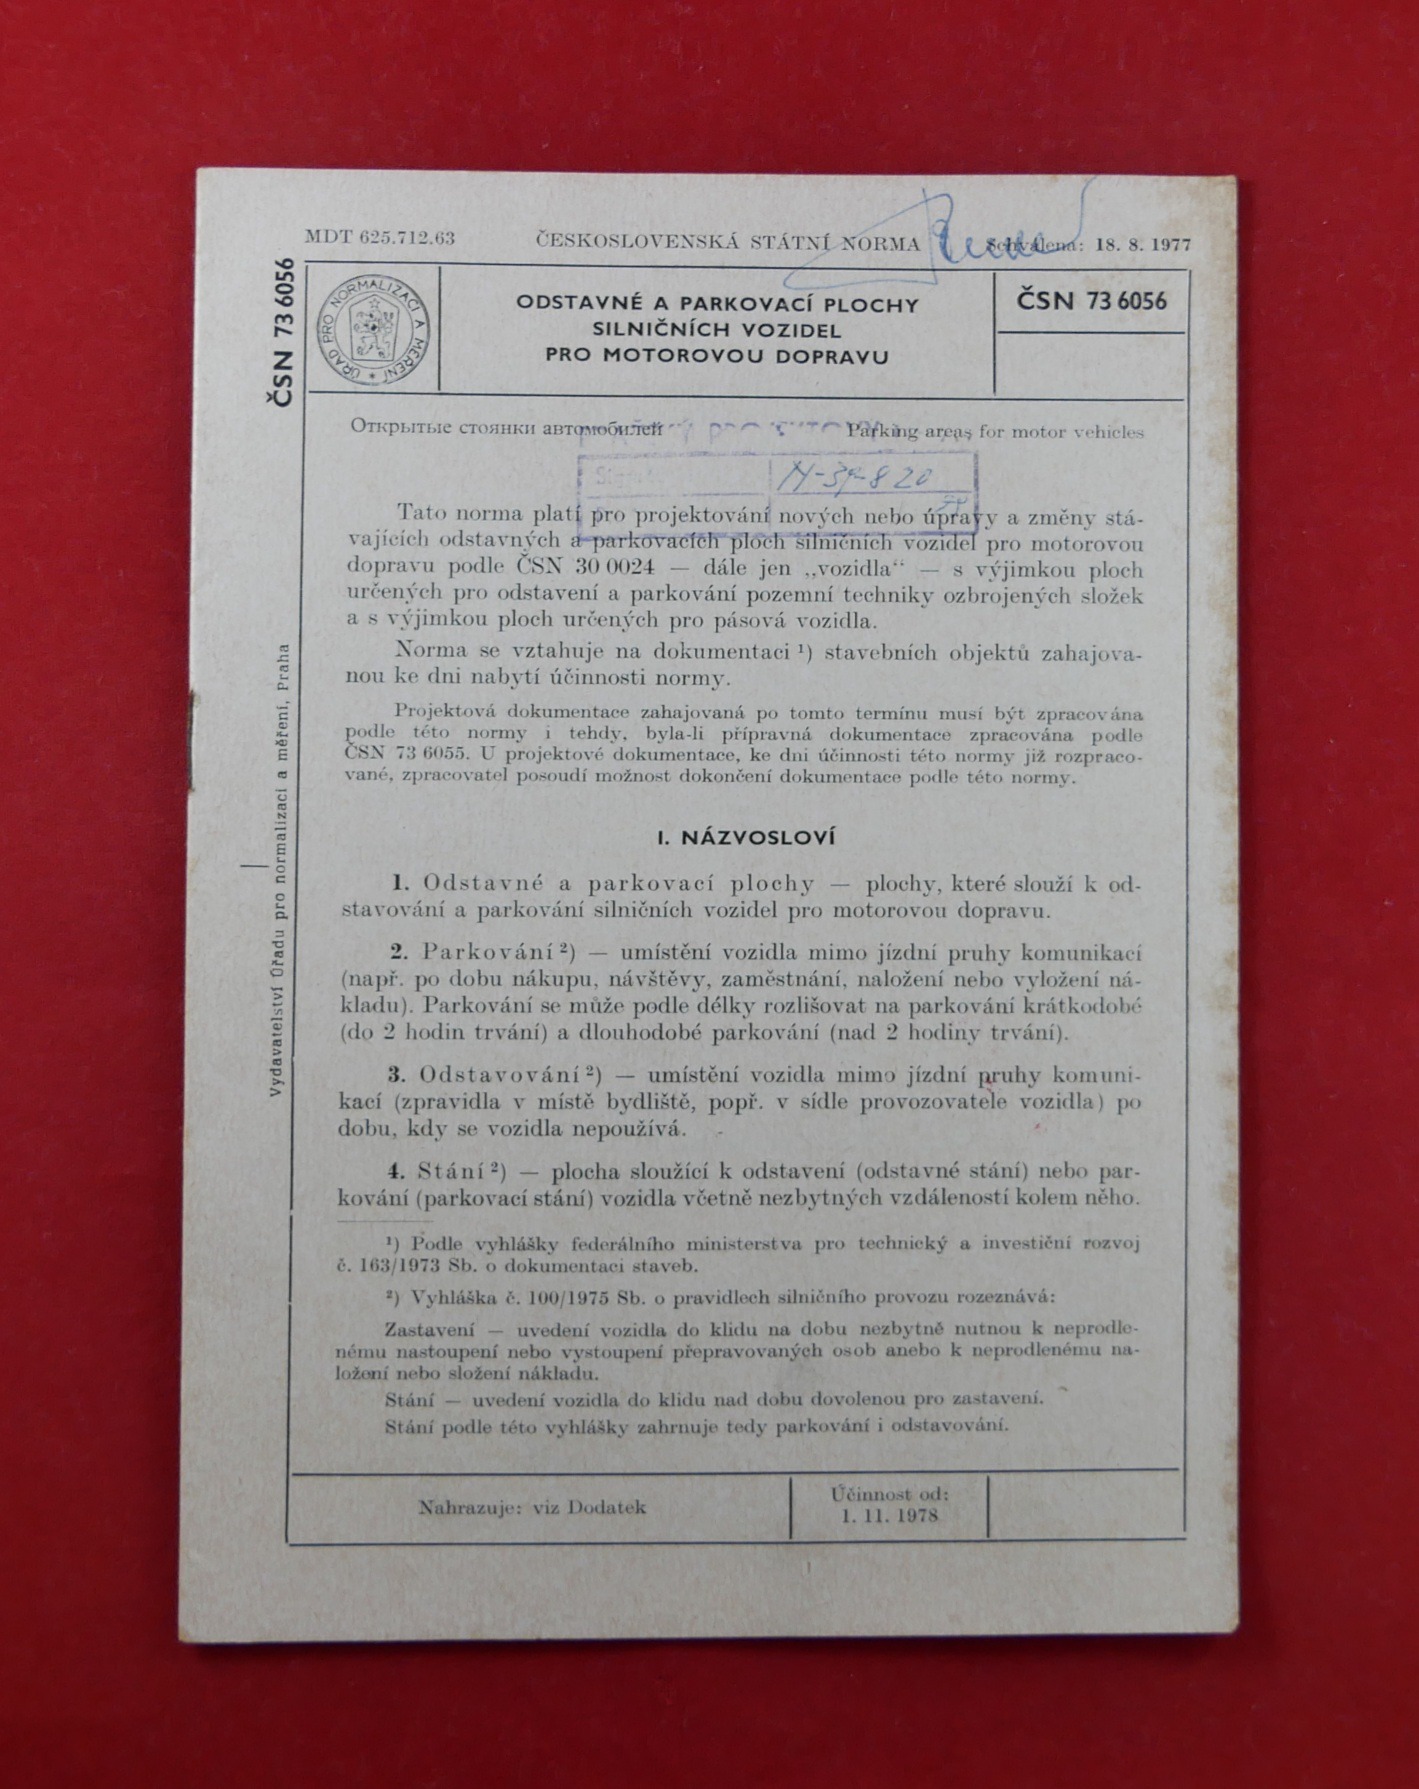 MDT 625.712.63
ČESKOSLOVENSKÁ STÁTNÍ NORMA
Schválena: 18. 8. 1977
ČSN 73 6056
ÚŘAD PRO NORMALIZACI A MĚŘENÍ
ODSTAVNÉ A PARKOVACÍ PLOCHY
SILNIČNÍCH VOZIDEL
PRO MOTOROVOU DOPRAVU
ČSN 73 6056
Открытые стоянки автомобилей
Parking areas for motor vehicles
Tato norma platí pro projektování nových nebo úpravy a změny stá-
vajících odstavných a parkovacích ploch silničních vozidel pro motorovou
dopravu podle ČSN 30 0024 — dále jen „vozidla“ — s výjimkou ploch
určených pro odstavení a parkování pozemní techniky ozbrojených složek
a s výjimkou ploch určených pro pásová vozidla.
Norma se vztahuje na dokumentaci ¹) stavebních objektů zahajova-
nou ke dni nabytí účinnosti normy.
Projektová dokumentace zahajovaná po tomto termínu musí být zpracována
podle této normy i tehdy, byla-li přípravná dokumentace zpracována podle
ČSN 73 6055. U projektové dokumentace, ke dni účinnosti této normy již rozpraco-
vané, zpracovatel posoudí možnost dokončení dokumentace podle této normy.
I. NÁZVOSLOVÍ
1. Odstavné a parkovací plochy — plochy, které slouží k od-
stavování a parkování silničních vozidel pro motorovou dopravu.
2. Parkování ²) — umístění vozidla mimo jízdní pruhy komunikací
(např. po dobu nákupu, návštěvy, zaměstnání, naložení nebo vyložení ná-
kladu). Parkování se může podle délky rozlišovat na parkování krátkodobé
(do 2 hodin trvání) a dlouhodobé parkování (nad 2 hodiny trvání).
3. Odstavování ²) — umístění vozidla mimo jízdní pruhy komuni-
kací (zpravidla v místě bydliště, popř. v sídle provozovatele vozidla) po
dobu, kdy se vozidla nepoužívá.
4. Stání ²) — plocha sloužící k odstavení (odstavné stání) nebo par-
kování (parkovací stání) vozidla včetně nezbytných vzdáleností kolem něho.
¹) Podle vyhlášky federálního ministerstva pro technický a investiční rozvoj
č. 163/1973 Sb. o dokumentaci staveb.
²) Vyhláška č. 100/1975 Sb. o pravidlech silničního provozu rozeznává:
Zastavení — uvedení vozidla do klidu na dobu nezbytně nutnou k neprodle-
nému nastoupení nebo vystoupení přepravovaných osob anebo k neprodlenému na-
ložení nebo složení nákladu.
Stání — uvedení vozidla do klidu nad dobu dovolenou pro zastavení.
Stání podle této vyhlášky zahrnuje tedy parkování i odstavování.
Nahrazuje: viz Dodatek
Účinnost od:
1. 11. 1978
Vydavatelství Úřadu pro normalizaci a měření, Praha